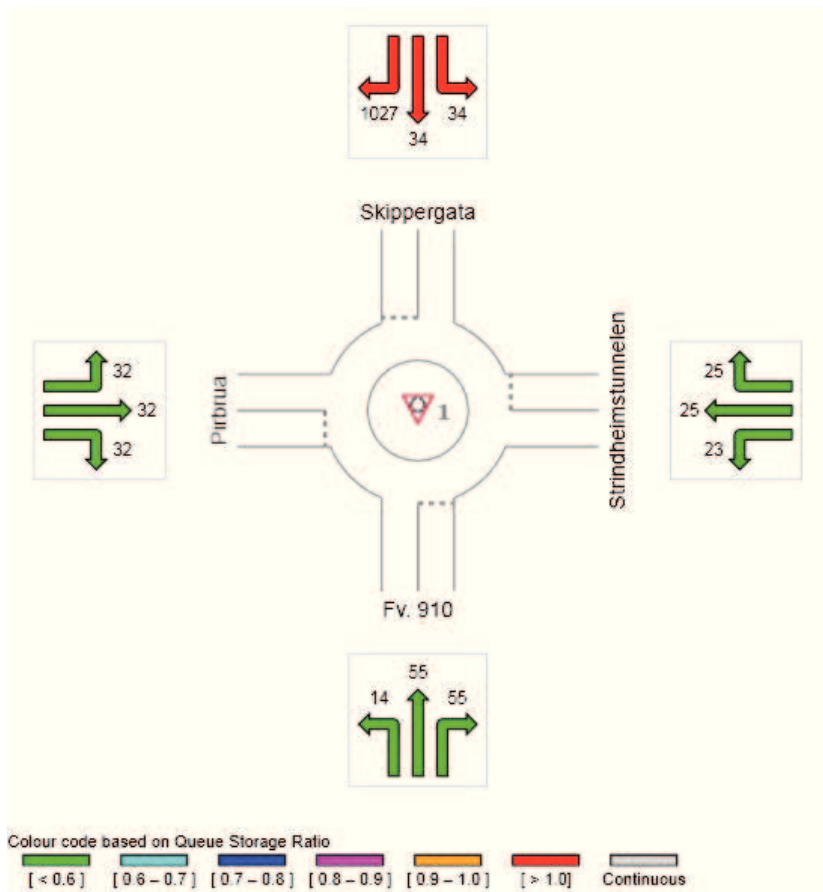 1027
34
34
Skippergata
32
32
32
Pirbrua
1
Strindheimstunnelen
25
25
23
Fv. 910
55
14
55
Colour code based on Queue Storage Ratio
[ < 0.6 ] [ 0.6 – 0.7 ] [ 0.7 – 0.8 ] [ 0.8 – 0.9 ] [ 0.9 – 1.0 ] [ > 1.0 ] Continuous